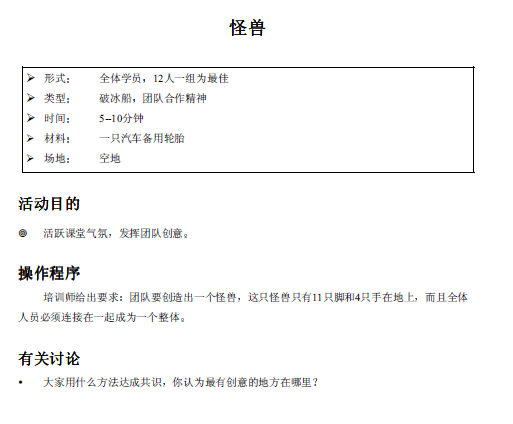 怪兽
➢ 形式： 全体学员，12人一组为最佳
➢ 类型： 破冰船，团队合作精神
➢ 时间： 5–10分钟
➢ 材料： 一只汽车备用轮胎
➢ 场地： 空地
活动目的
◎ 活跃课堂气氛，发挥团队创意。
操作程序
培训师给出要求：团队要创造出一个怪兽，这只怪兽只有11只脚和4只手在地上，而且全体
人员必须连接在一起成为一个整体。
有关讨论
• 大家用什么方法达成共识，你认为最有创意的地方在哪里？